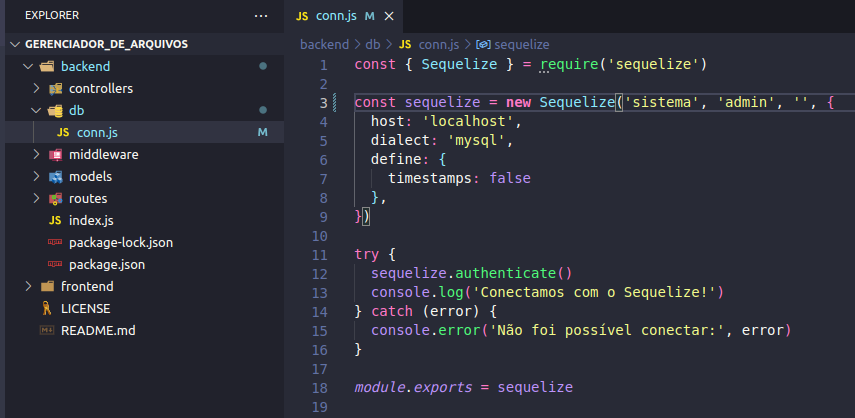 EXPLORER
···
GERENCIADOR_DE_ARQUIVOS
backend
controllers
db
JS conn.js M
middleware
models
routes
JS index.js
package-lock.json
package.json
frontend
LICENSE
README.md
JS conn.js M ×
backend > db > JS conn.js > sequelize
1 const { Sequelize } = require('sequelize')
2
3 const sequelize = new Sequelize('sistema', 'admin', '', {
4 host: 'localhost',
5 dialect: 'mysql',
6 define: {
7 timestamps: false
8 },
9 })
10
11 try {
12 sequelize.authenticate()
13 console.log('Conectamos com o Sequelize!')
14 } catch (error) {
15 console.error('Não foi possível conectar:', error)
16 }
17
18 module.exports = sequelize
19